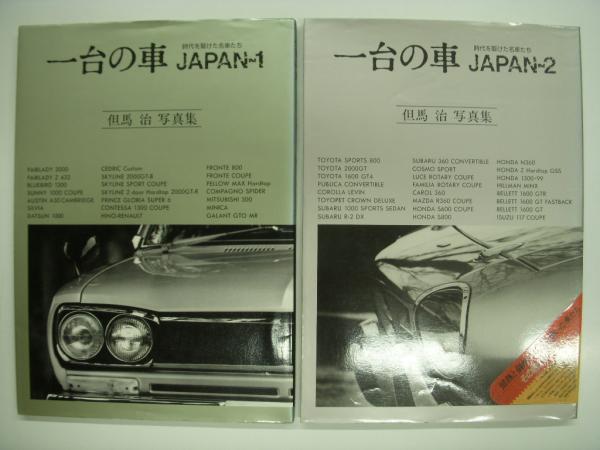 時代を駆けた名車たち
一台の車 JAPAN-1
但馬 治 写真集
FAIRLADY 2000
FAIRLADY Z 432
BLUEBIRD 1300
SUNNY 1000 COUPE
AUSTIN A50 CAMBRIDGE
SILVIA
DATSUN 1000
CEDRIC Custom
SKYLINE 2000GT-B
SKYLINE SPORT COUPE
SKYLINE 2-door Hardtop 2000GT-R
PRINCE GLORIA SUPER 6
CONTESSA 1300 COUPE
HINO-RENAULT
FRONTE 800
FRONTE COUPE
FELLOW MAX Hardtop
COMPAGNO SPIDER
MITSUBISHI 500
MINICA
GALANT GTO MR
時代を駆けた名車たち
一台の車 JAPAN-2
但馬 治 写真集
TOYOTA SPORTS 800
TOYOTA 2000GT
TOYOTA 1600 GT4
PUBLICA CONVERTIBLE
COROLLA LEVIN
TOYOPET CROWN DELUXE
SUBARU 1000 SPORTS SEDAN
SUBARU R-2 DX
SUBARU 360 CONVERTIBLE
COSMO SPORT
LUCE ROTARY COUPE
FAMILIA ROTARY COUPE
CAROL 360
MAZDA R360 COUPE
HONDA S600 COUPE
HONDA S800
HONDA N360
HONDA Z Hardtop GSS
HONDA 1300-99
HILLMAN MINX
BELLETT 1600 GTR
BELLETT 1600 GT FASTBACK
BELLETT 1600 GT
ISUZU 117 COUPE